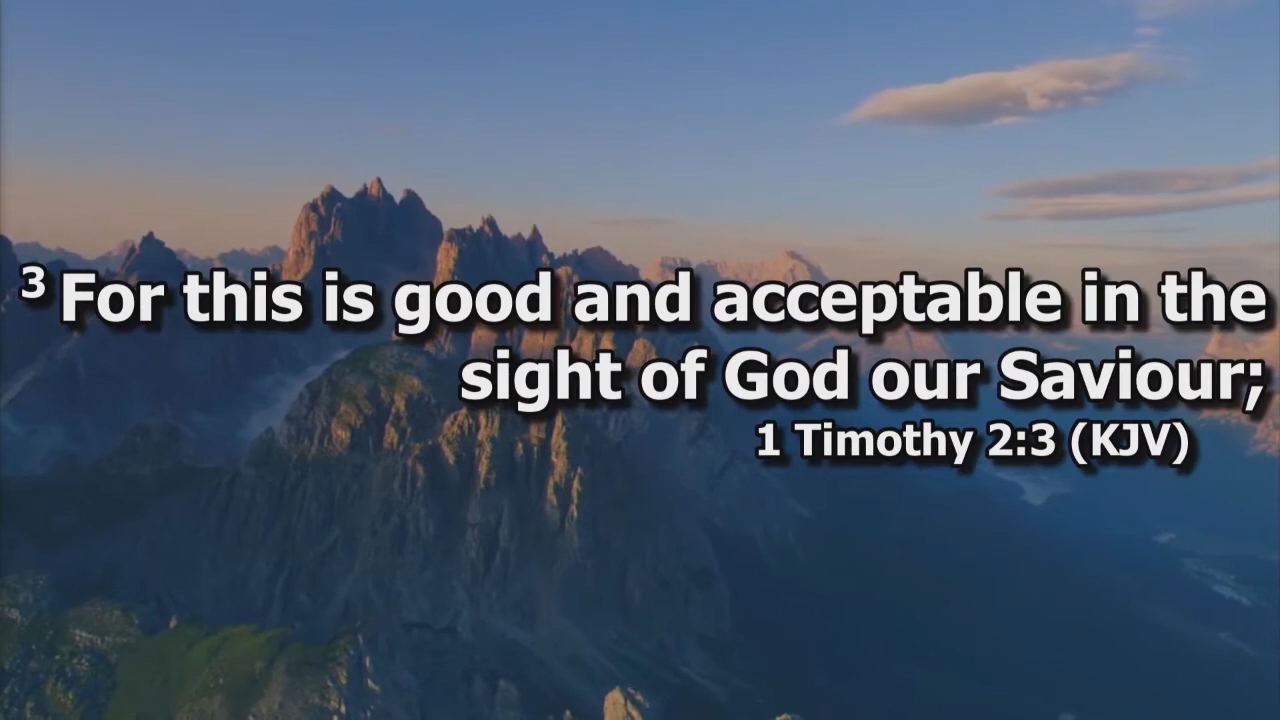 3 For this is good and acceptable in the
sight of God our Saviour;
1 Timothy 2:3 (KJV)